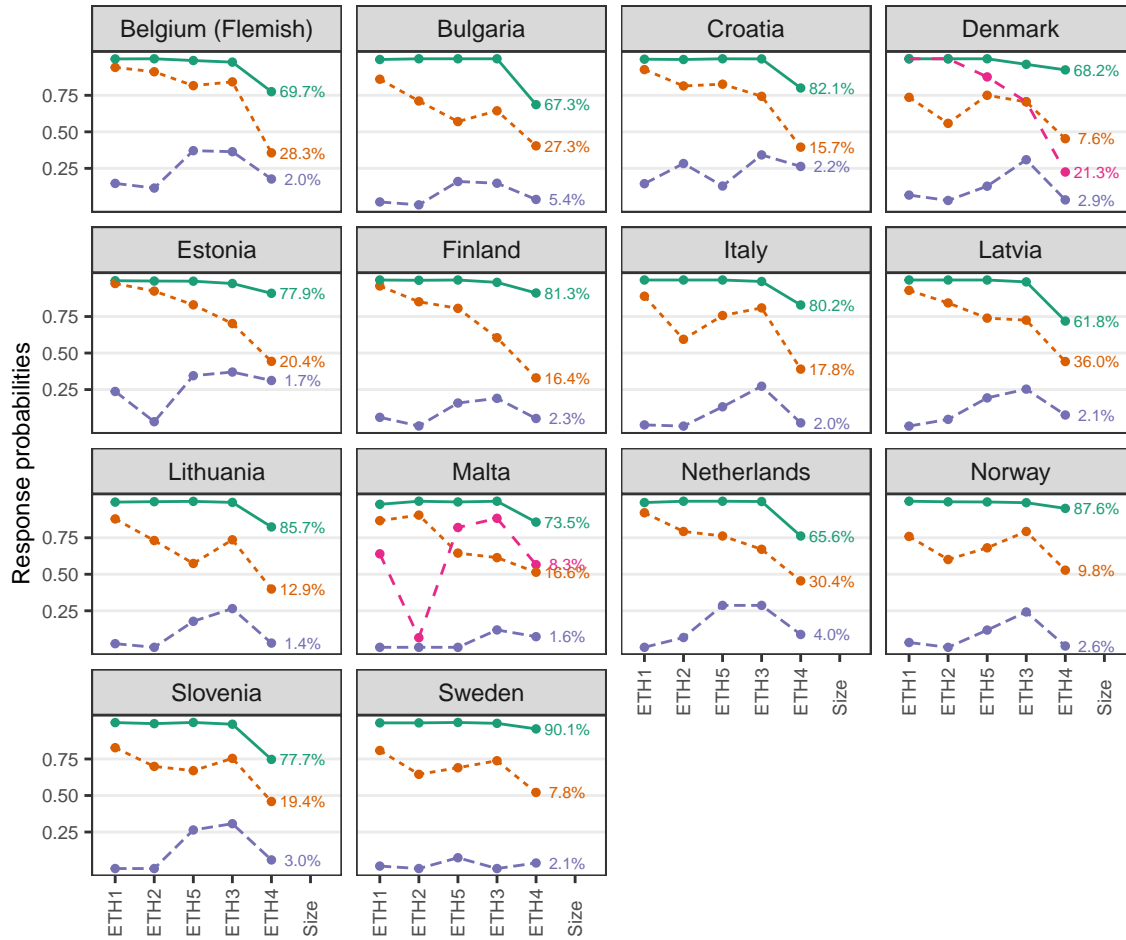 Belgium (Flemish) Bulgaria Croatia Denmark
0.75 0.50 0.25
69.7% 28.3% 2.0%
67.3% 27.3% 5.4%
82.1% 15.7% 2.2%
68.2% 7.6% 21.3% 2.9%
Estonia Finland Italy Latvia
0.75 0.50 0.25
77.9% 20.4% 1.7%
81.3% 16.4% 2.3%
80.2% 17.8% 2.0%
61.8% 36.0% 2.1%
Response probabilities
Lithuania Malta Netherlands Norway
0.75 0.50 0.25
85.7% 12.9% 1.4%
73.5% 8.3% 16.6% 1.6%
65.6% 30.4% 4.0%
87.6% 9.8% 2.6%
ETH1 ETH2 ETH5 ETH3 ETH4 Size
ETH1 ETH2 ETH5 ETH3 ETH4 Size
Slovenia Sweden
0.75 0.50 0.25
77.7% 19.4% 3.0%
90.1% 7.8% 2.1%
ETH1 ETH2 ETH5 ETH3 ETH4 Size
ETH1 ETH2 ETH5 ETH3 ETH4 Size